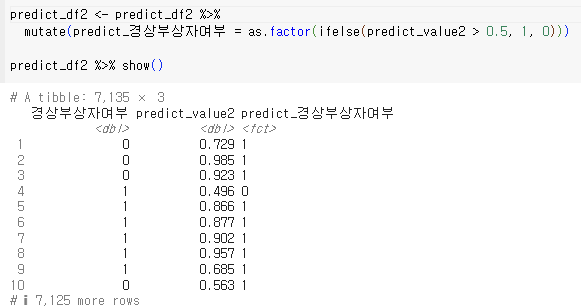 predict_df2 <- predict_df2 %>%
  mutate(predict_경상부상자여부 = as.factor(ifelse(predict_value2 > 0.5, 1, 0)))
predict_df2 %>% show()
# A tibble: 7,135 × 3
경상부상자여부 predict_value2 predict_경상부상자여부
<dbl> <dbl> <fct>
1 0 0.729 1
2 0 0.985 1
3 0 0.923 1
4 1 0.496 0
5 1 0.866 1
6 1 0.877 1
7 1 0.902 1
8 1 0.957 1
9 1 0.685 1
10 0 0.563 1
# ℹ 7,125 more rows